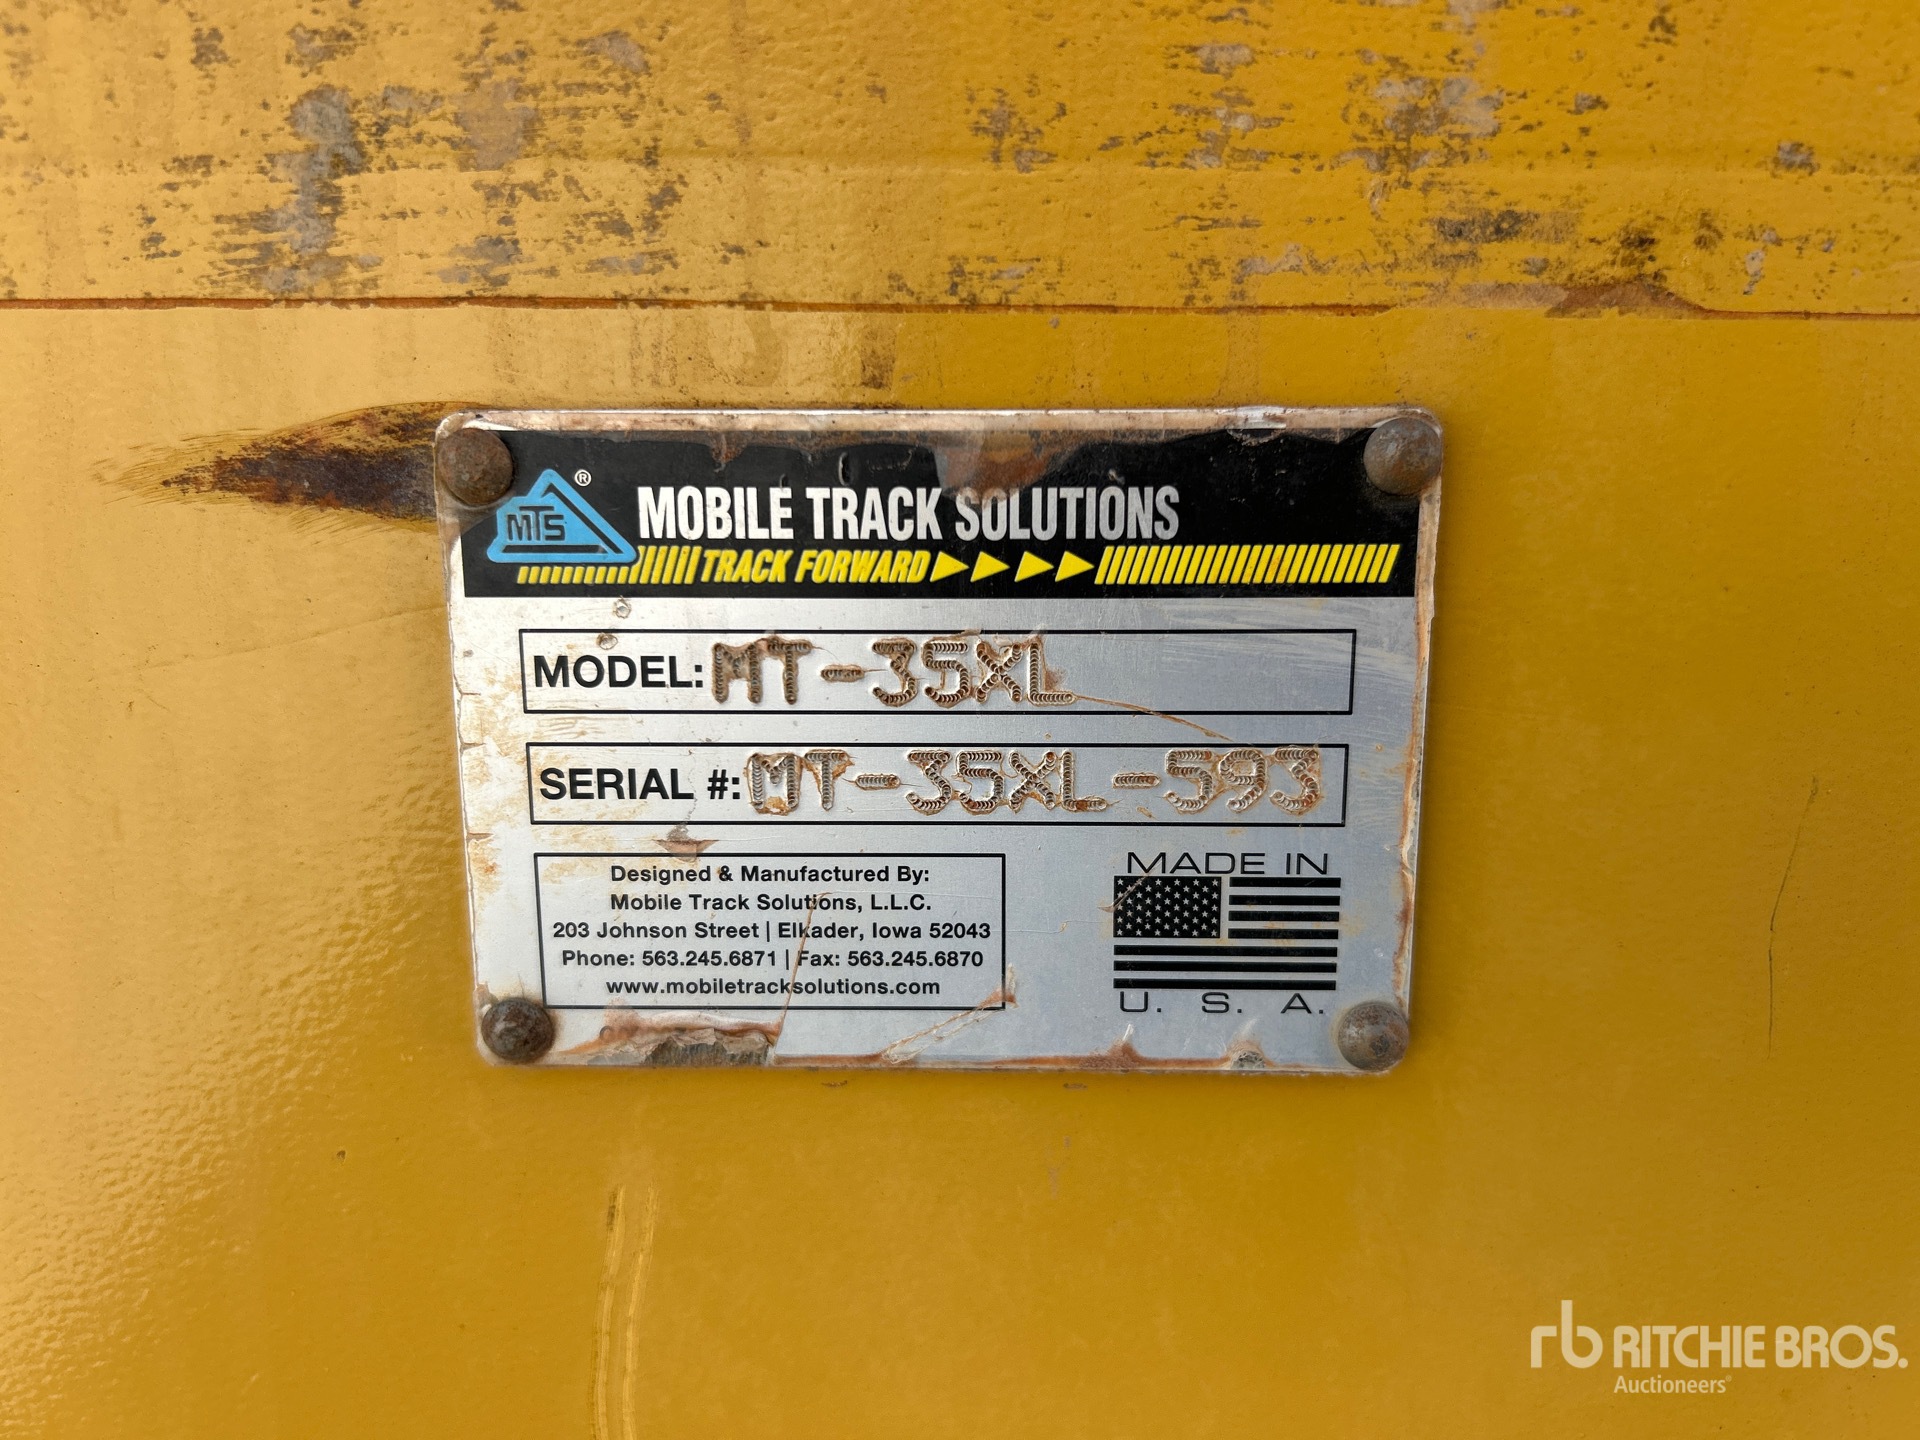 MTS®
MOBILE TRACK SOLUTIONS
TRACK FORWARD
MODEL: MT-35XL
SERIAL #: MT-35XL-593
Designed & Manufactured By:
Mobile Track Solutions, L.L.C.
203 Johnson Street | Elkader, Iowa 52043
Phone: 563.245.6871 | Fax: 563.245.6870
www.mobiletracksolutions.com
MADE IN
U. S. A.
rb RITCHIE BROS.
Auctioneers®